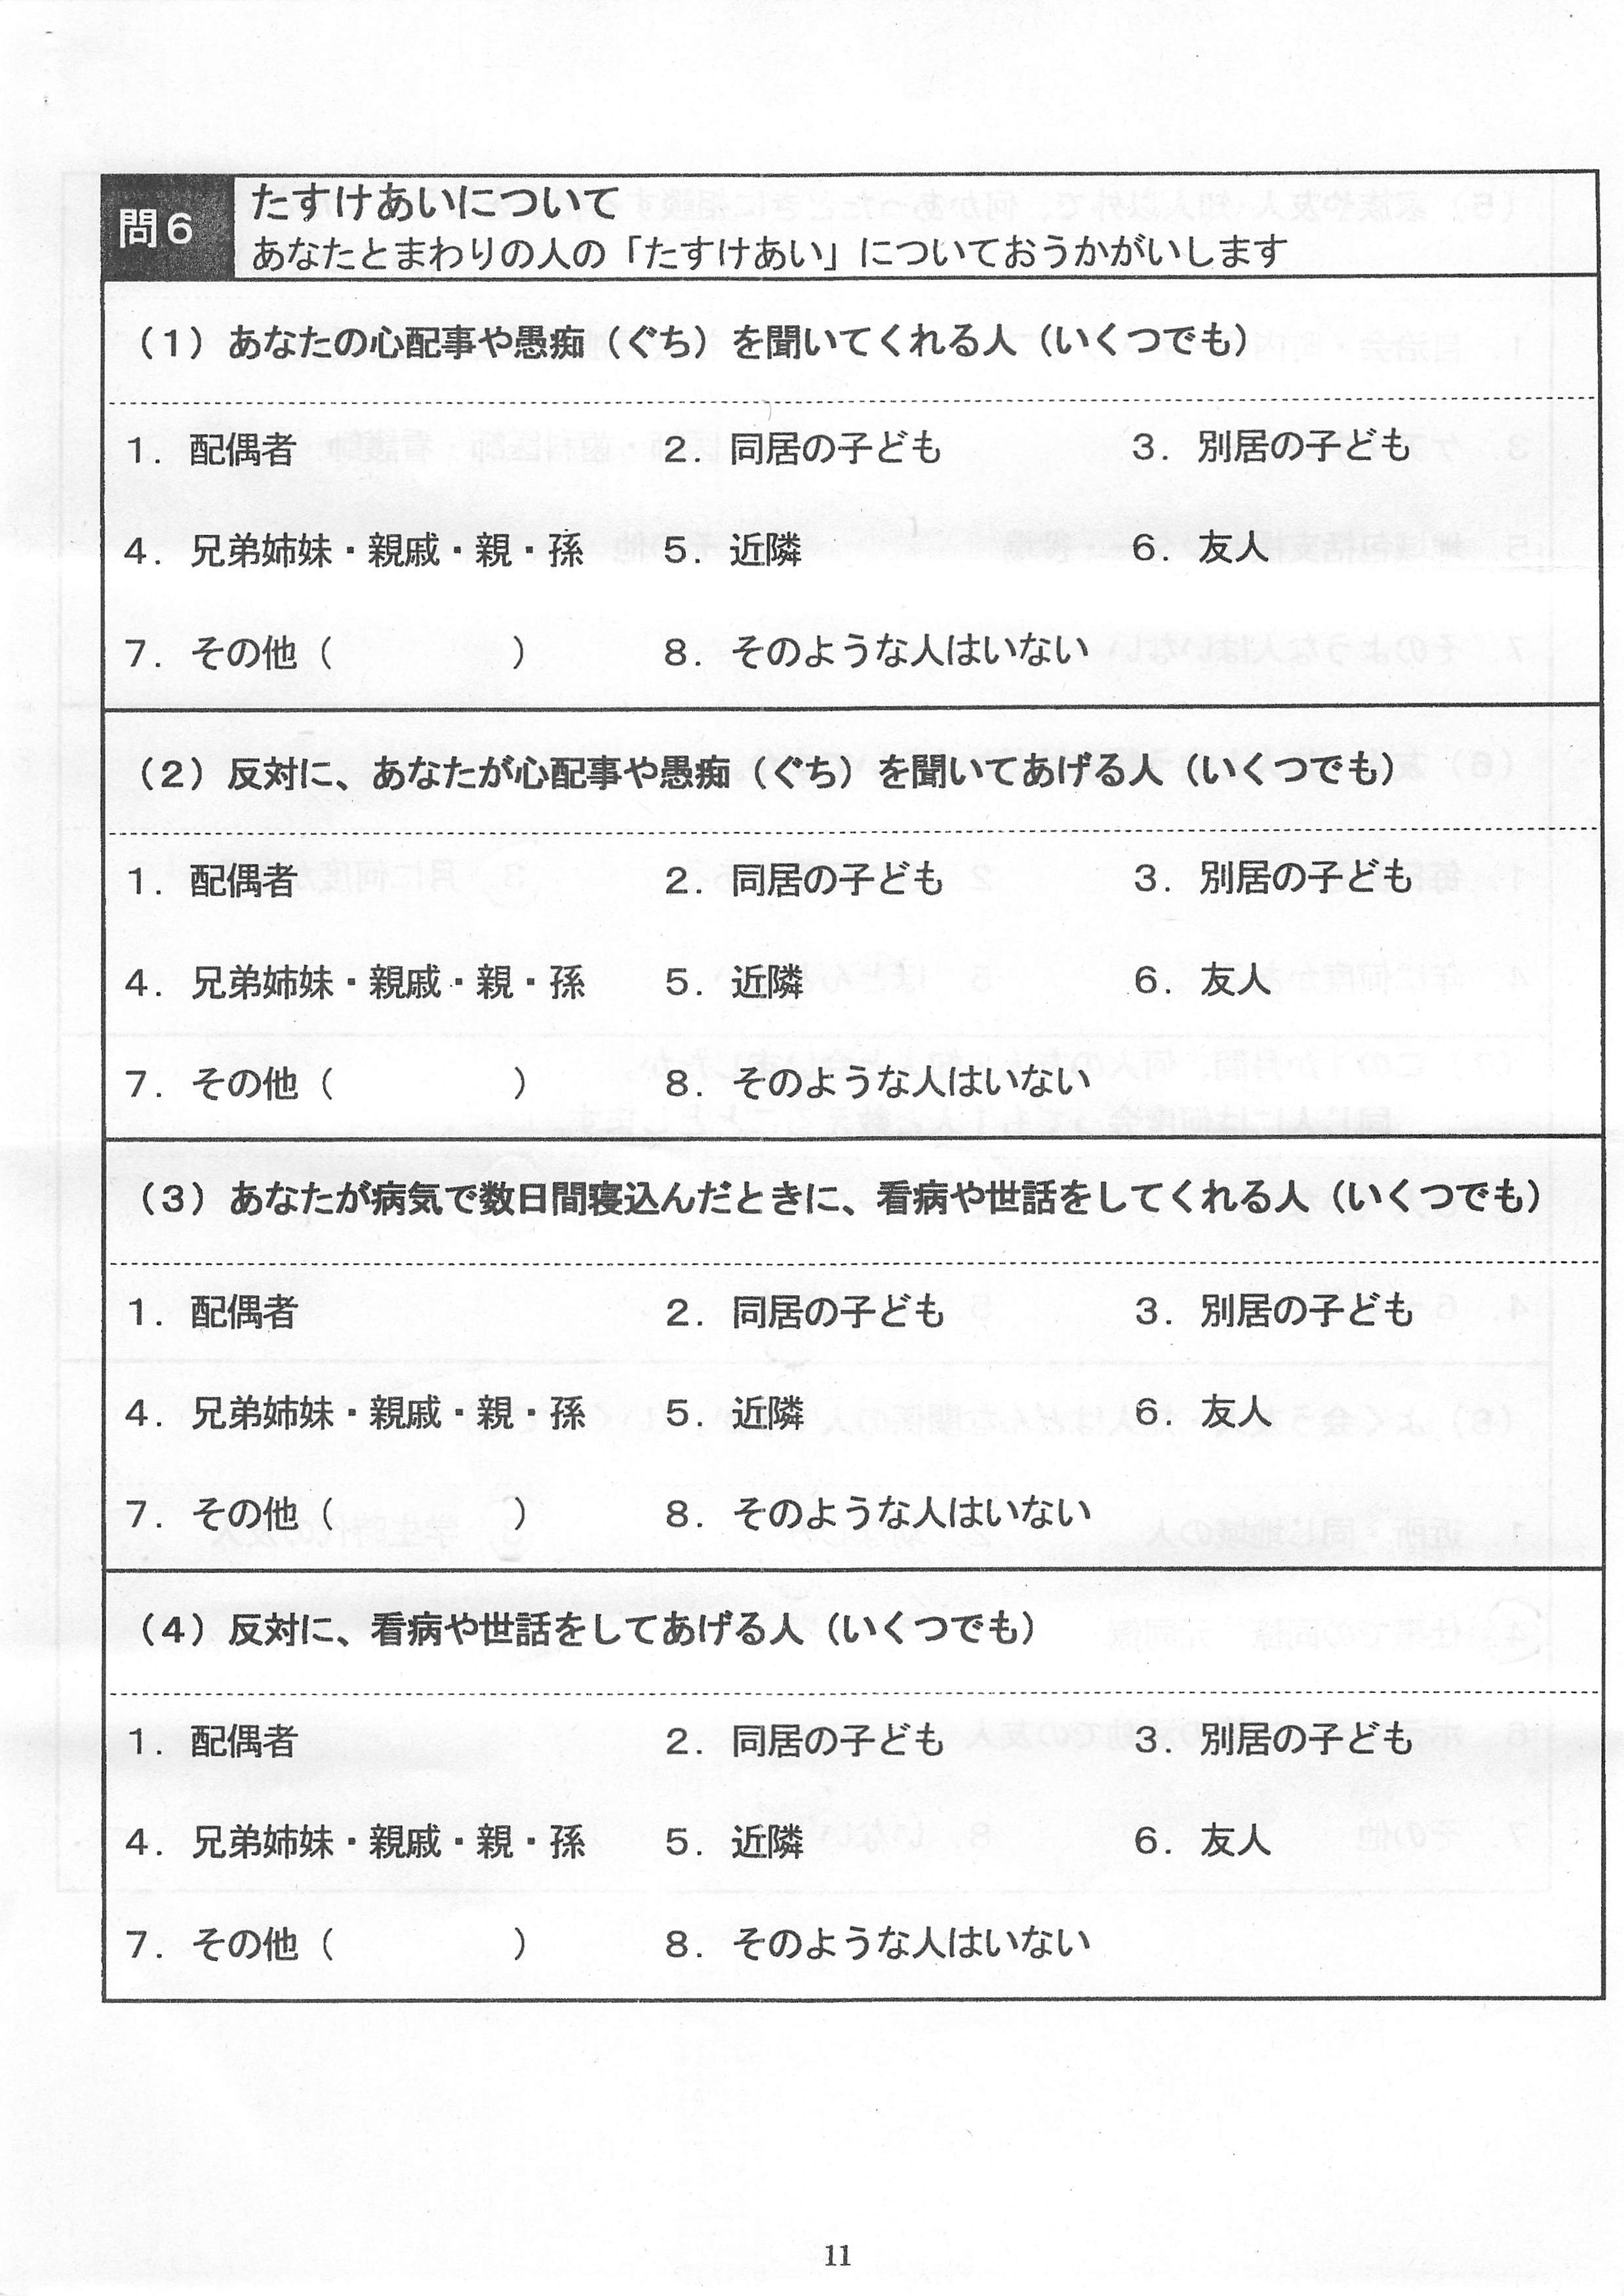 問6
たすけあいについて
あなたとまわりの人の「たすけあい」についておうかがいします
（1）あなたの心配事や愚痴（ぐち）を聞いてくれる人（いくつでも）
1． 配偶者 2． 同居の子ども 3． 別居の子ども
4． 兄弟姉妹・親戚・親・孫 5． 近隣 6． 友人
7． その他（ ） 8． そのような人はいない
（2）反対に、あなたが心配事や愚痴（ぐち）を聞いてあげる人（いくつでも）
1． 配偶者 2． 同居の子ども 3． 別居の子ども
4． 兄弟姉妹・親戚・親・孫 5． 近隣 6． 友人
7． その他（ ） 8． そのような人はいない
（3）あなたが病気で数日間寝込んだときに、看病や世話をしてくれる人（いくつでも）
1． 配偶者 2． 同居の子ども 3． 別居の子ども
4． 兄弟姉妹・親戚・親・孫 5． 近隣 6． 友人
7． その他（ ） 8． そのような人はいない
（4）反対に、看病や世話をしてあげる人（いくつでも）
1． 配偶者 2． 同居の子ども 3． 別居の子ども
4． 兄弟姉妹・親戚・親・孫 5． 近隣 6． 友人
7． その他（ ） 8． そのような人はいない
11